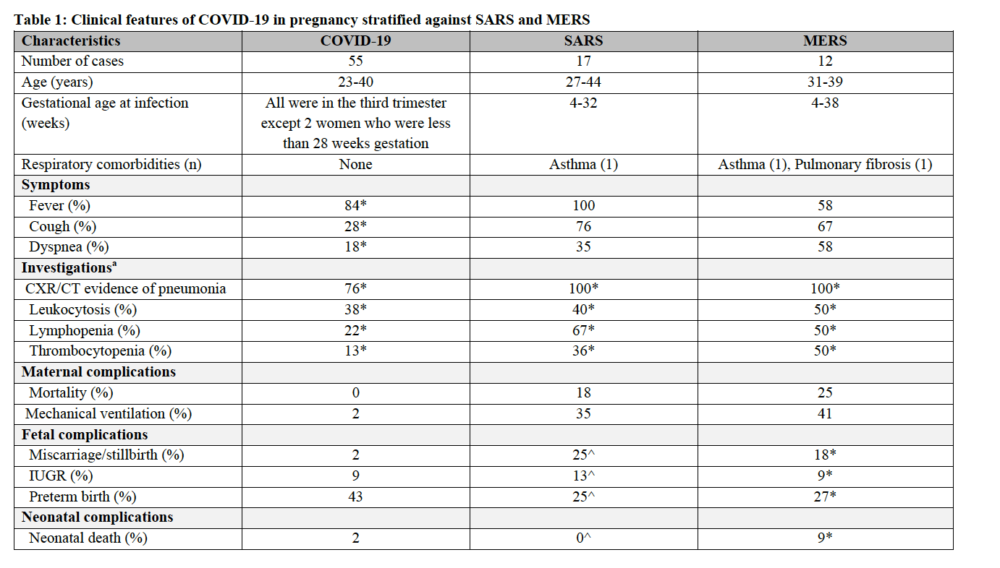 Table 1: Clinical features of COVID-19 in pregnancy stratified against SARS and MERS
Characteristics COVID-19 SARS MERS
Number of cases 55 17 12
Age (years) 23-40 27-44 31-39
Gestational age at infection All were in the third trimester 4-32 4-38
(weeks) except 2 women who were less
than 28 weeks gestation
Respiratory comorbidities (n) None Asthma (1) Asthma (1), Pulmonary fibrosis (1)
Symptoms
Fever (%) 84* 100 58
Cough (%) 28* 76 67
Dyspnea (%) 18* 35 58
Investigationsᵃ
CXR/CT evidence of pneumonia 76* 100* 100*
Leukocytosis (%) 38* 40* 50*
Lymphopenia (%) 22* 67* 50*
Thrombocytopenia (%) 13* 36* 50*
Maternal complications
Mortality (%) 0 18 25
Mechanical ventilation (%) 2 35 41
Fetal complications
Miscarriage/stillbirth (%) 2 25^ 18*
IUGR (%) 9 13^ 9*
Preterm birth (%) 43 25^ 27*
Neonatal complications
Neonatal death (%) 2 0^ 9*